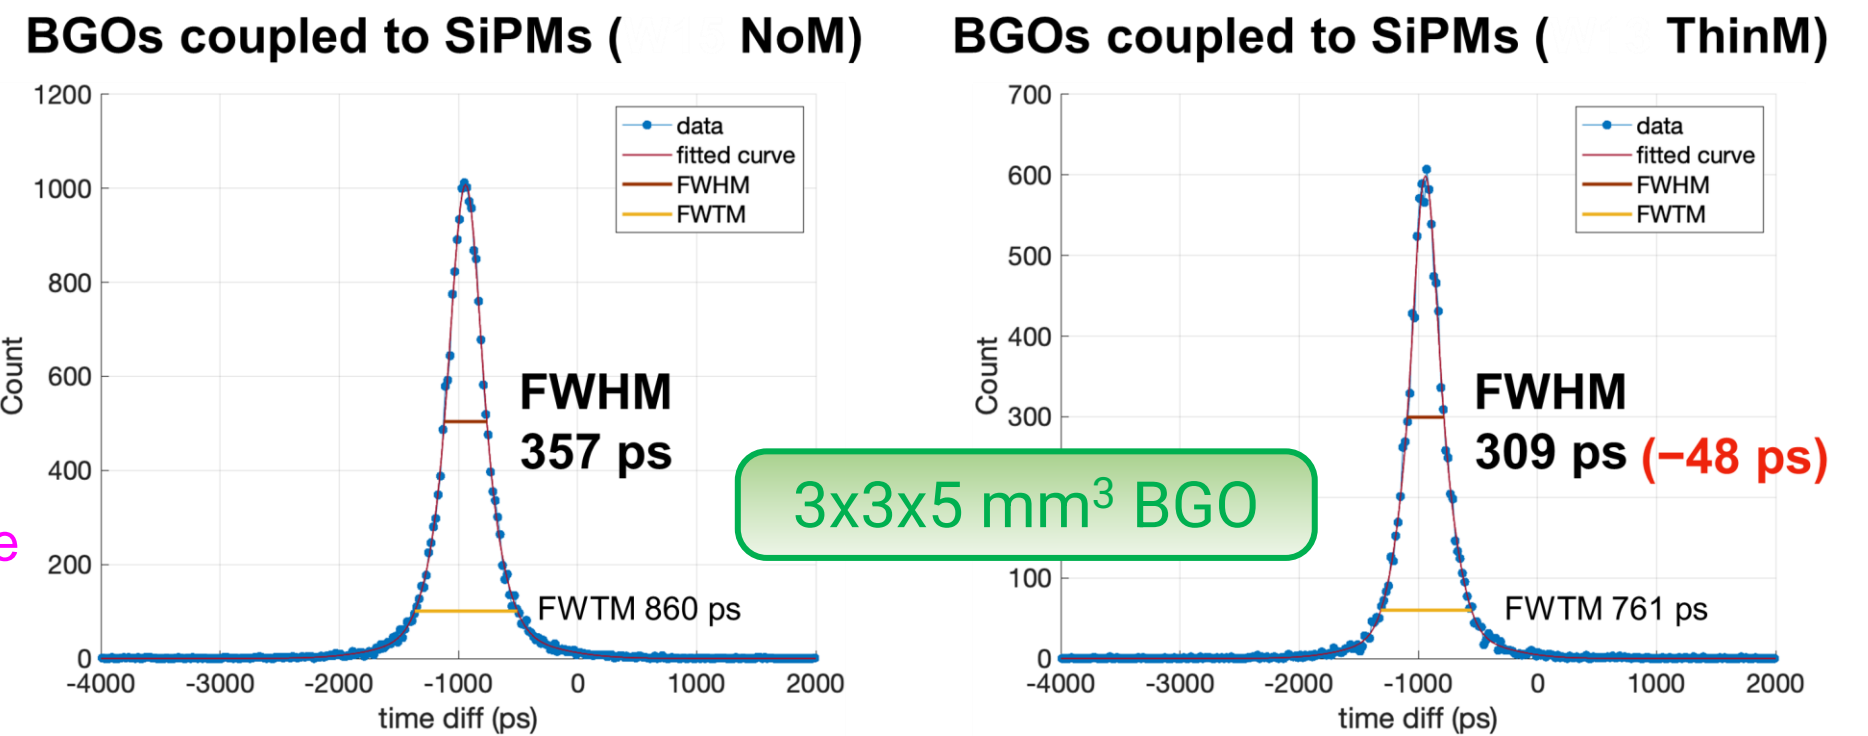 BGOs coupled to SiPMs ( NoM)
1200
1000
800
600
400
200
0
-4000 -3000 -2000 -1000 0 1000 2000
Count
time diff (ps)
data
fitted curve
FWHM
FWTM
FWHM
357 ps
FWTM 860 ps
e
3x3x5 mm³ BGO
BGOs coupled to SiPMs ( ThinM)
700
600
500
400
300
100
0
-4000 -3000 -2000 -1000 0 1000 2000
Count
time diff (ps)
data
fitted curve
FWHM
FWTM
FWHM
309 ps (−48 ps)
FWTM 761 ps